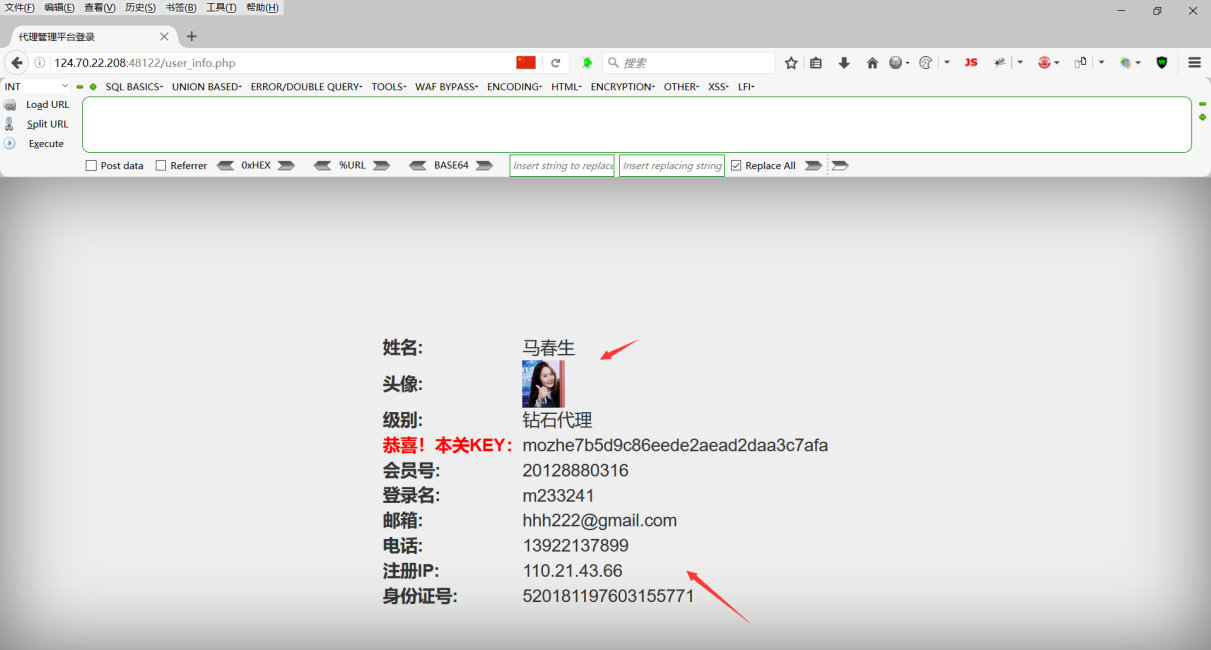 文件(F) 编辑(E) 查看(V) 历史(S) 书签(B) 工具(T) 帮助(H)
代理管理平台登录
124.70.22.208:48122/user_info.php
搜索
JS
INT
SQL BASICS UNION BASED ERROR/DOUBLE QUERY TOOLS WAF BYPASS ENCODING HTML ENCRYPTION OTHER XSS LFI
Load URL
Split URL
Execute
Post data Referrer 0xHEX %URL BASE64 Insert string to replace Insert replacing string Replace All
姓名: 马春生
头像:
级别: 钻石代理
恭喜！本关KEY: mozhe7b5d9c86eede2aead2daa3c7afa
会员号: 20128880316
登录名: m233241
邮箱: hhh222@gmail.com
电话: 13922137899
注册IP: 110.21.43.66
身份证号: 520181197603155771